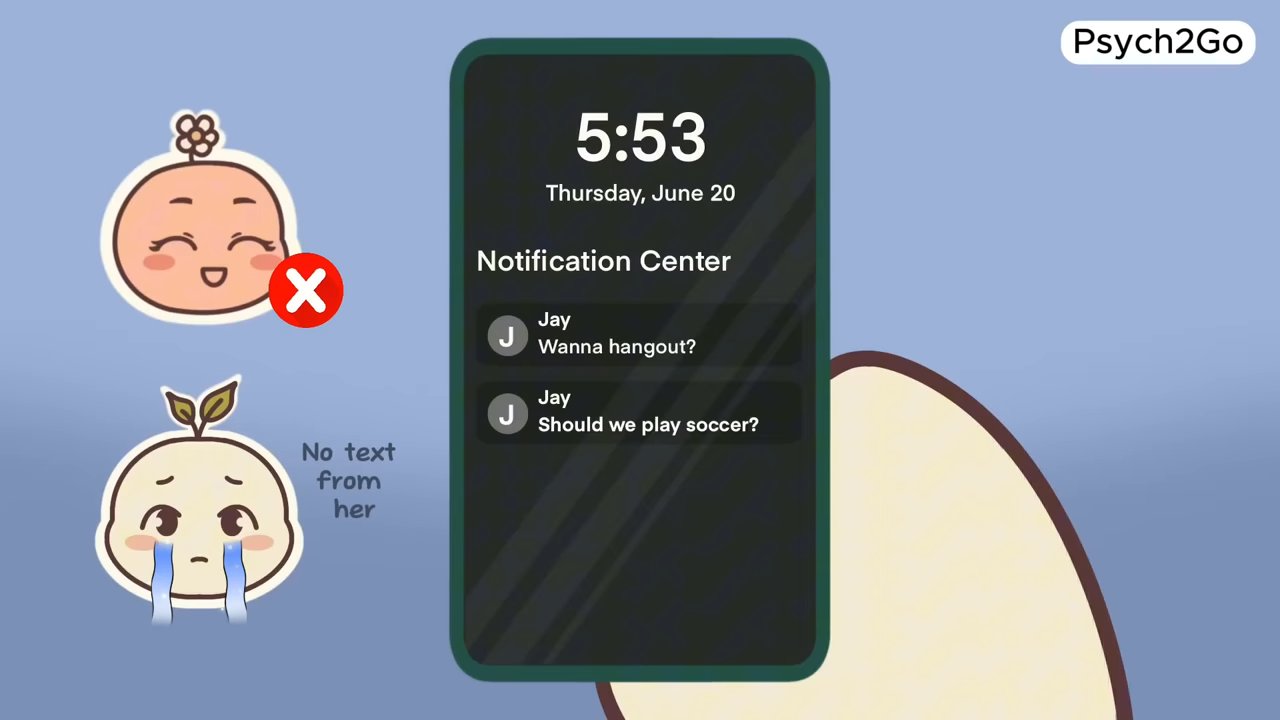 Psych2Go
5:53
Thursday, June 20
Notification Center
J
Jay
Wanna hangout?
J
Jay
Should we play soccer?
No text
from
her